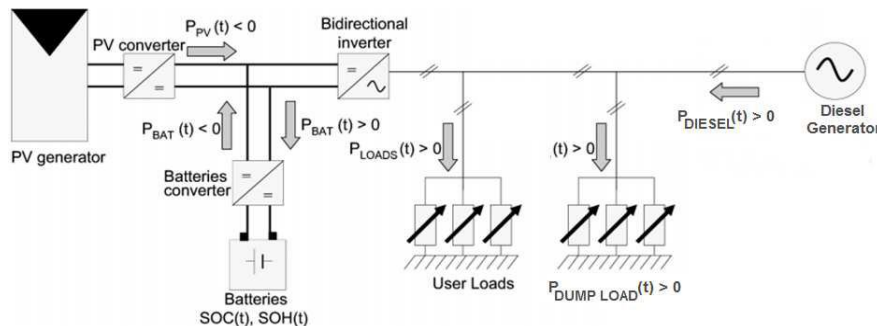 P_PV (t) < 0
PV converter
Bidirectional
inverter
PV generator
P_BAT (t) < 0
P_BAT (t) > 0
Batteries
converter
Batteries
SOC(t), SOH(t)
P_LOADS (t) > 0
User Loads
(t) > 0
P_DUMP LOAD (t) > 0
P_DIESEL (t) > 0
Diesel
Generator